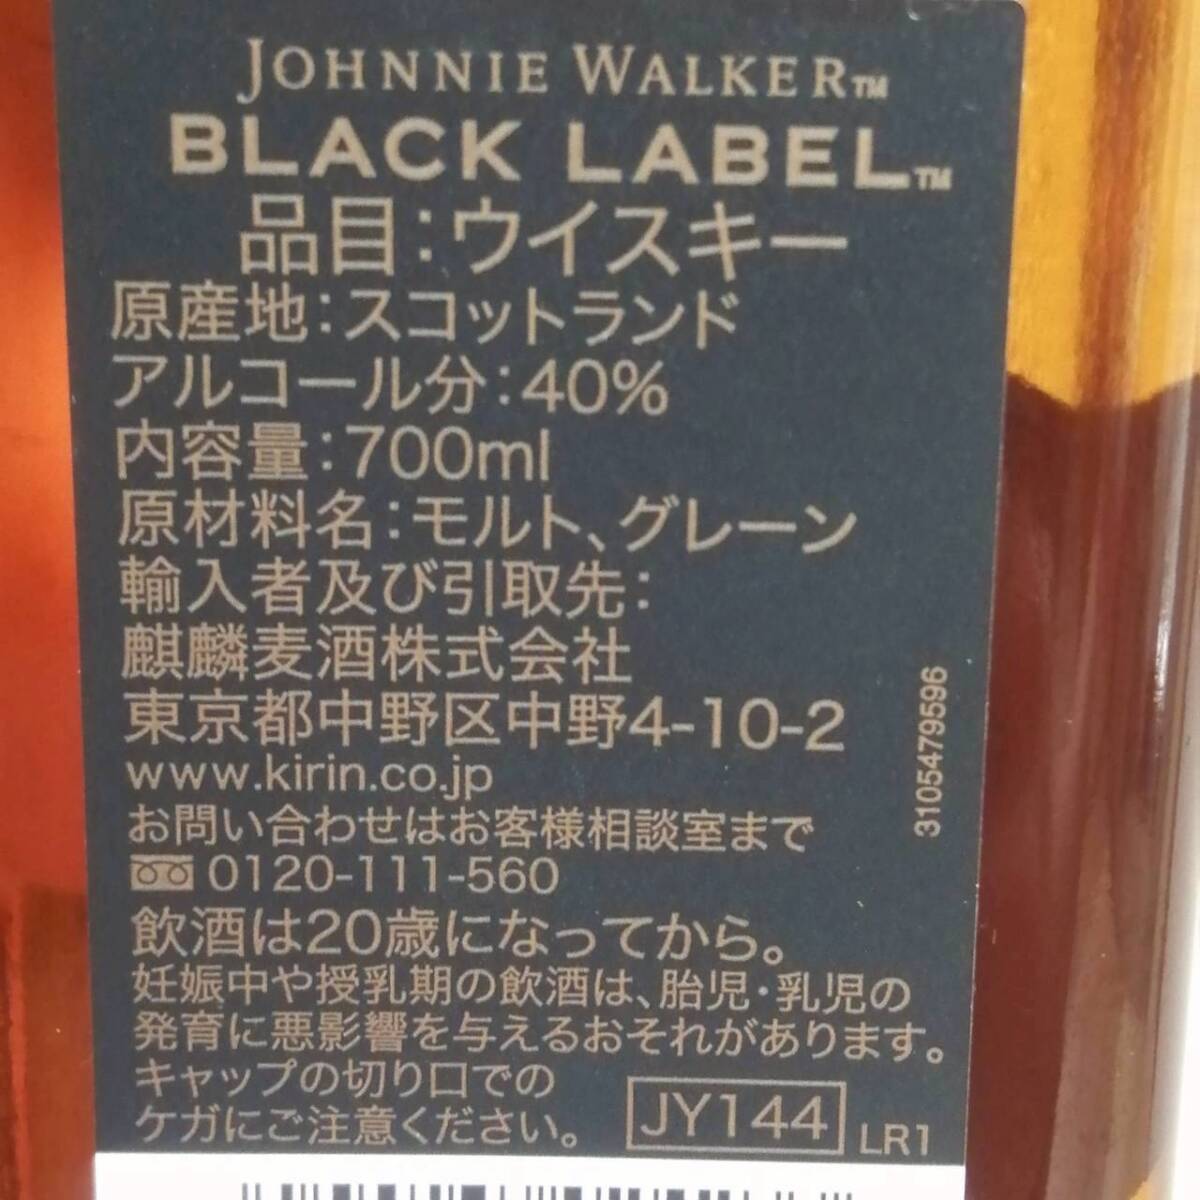 JOHNNIE WALKER™
BLACK LABEL™
品目：ウイスキー
原産地：スコットランド
アルコール分：40%
内容量：700ml
原材料名：モルト、グレーン
輸入者及び引取先：
麒麟麦酒株式会社
東京都中野区中野4-10-2
www.kirin.co.jp
お問い合わせはお客様相談室まで
0120-111-560
飲酒は20歳になってから。
妊娠中や授乳期の飲酒は、胎児・乳児の
発育に悪影響を与えるおそれがあります。
キャップの切り口での
ケガにご注意ください。
JY144
LR1
3105479596